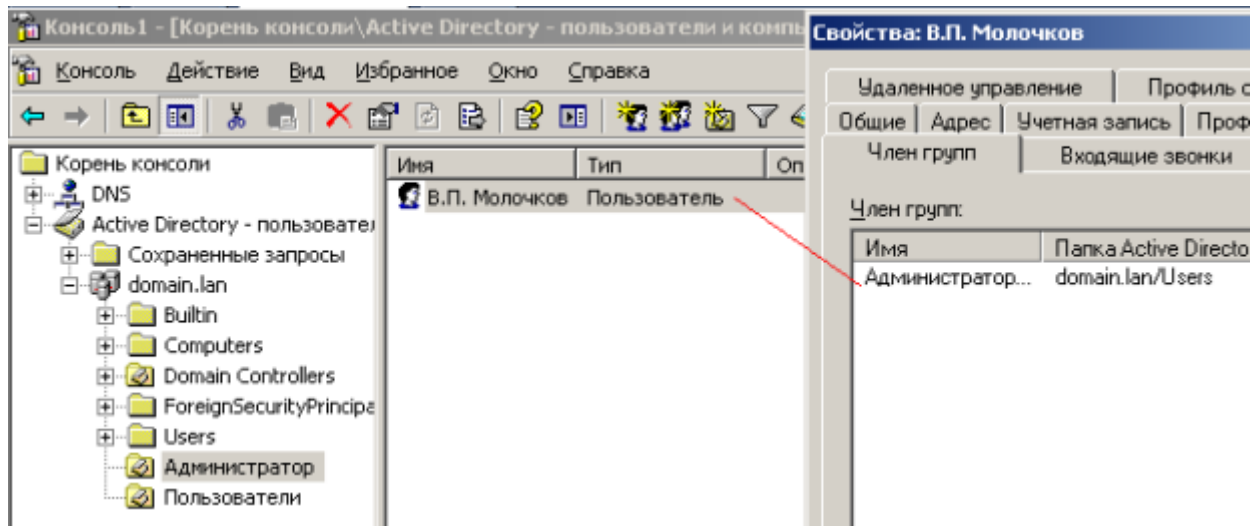 Консоль1 - [Корень консоли\Active Directory - пользователи и компь
Консоль Действие Вид Избранное Окно Справка
Корень консоли
DNS
Active Directory - пользовател
Сохраненные запросы
domain.lan
Builtin
Computers
Domain Controllers
ForeignSecurityPrincipa
Users
Администратор
Пользователи
Имя Тип Оп
В.П. Молочков Пользователь
Свойства: В.П. Молочков
Удаленное управление Профиль с
Общие Адрес Учетная запись Проф
Член групп Входящие звонки
Член групп:
Имя Папка Active Directo
Администратор... domain.lan/Users